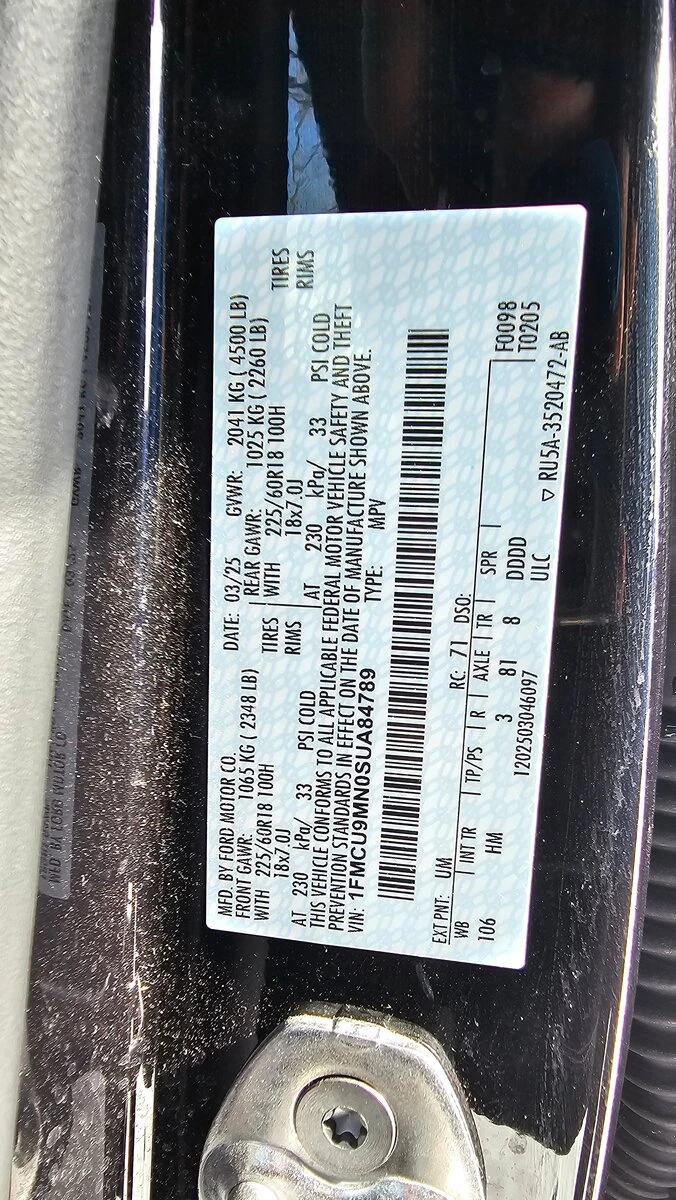 MFD. BY FORD MOTOR CO.
DATE: 03/25 GVWR: 2041 KG ( 4500 LB)
FRONT GAWR: 1065 KG ( 2348 LB) REAR GAWR: 1025 KG ( 2260 LB)
WITH 225/60R18 100H TIRES WITH 225/60R18 100H TIRES
18x7.0J RIMS 18x7.0J RIMS
AT 230 kPa/ 33 PSI COLD AT 230 kPa/ 33 PSI COLD
THIS VEHICLE CONFORMS TO ALL APPLICABLE FEDERAL MOTOR VEHICLE SAFETY AND THEFT
PREVENTION STANDARDS IN EFFECT ON THE DATE OF MANUFACTURE SHOWN ABOVE.
VIN: 1FMCU9MN0SUA84789 TYPE: MPV
EXT PNT: UM RC: 71 DSO: F0098
T0205
WB INT TR TP/PS R AXLE TR SPR
106 HM 3 81 8 DDDD
1202503046097 ULC
▽ RU5A-3520472-AB